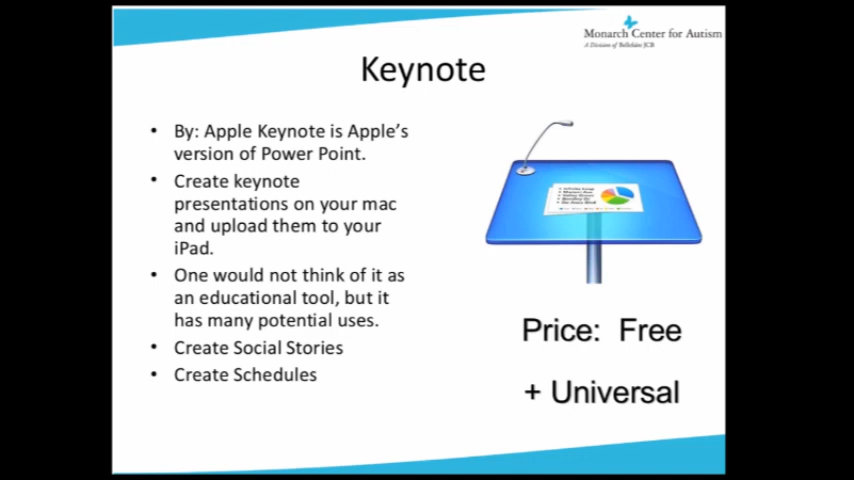 Monarch Center for Autism
A Division of Bellefaire JCB
Keynote
• By: Apple Keynote is Apple's
version of Power Point.
• Create keynote
presentations on your mac
and upload them to your
iPad.
• One would not think of it as
an educational tool, but it
has many potential uses.
• Create Social Stories
• Create Schedules
Price: Free
+ Universal